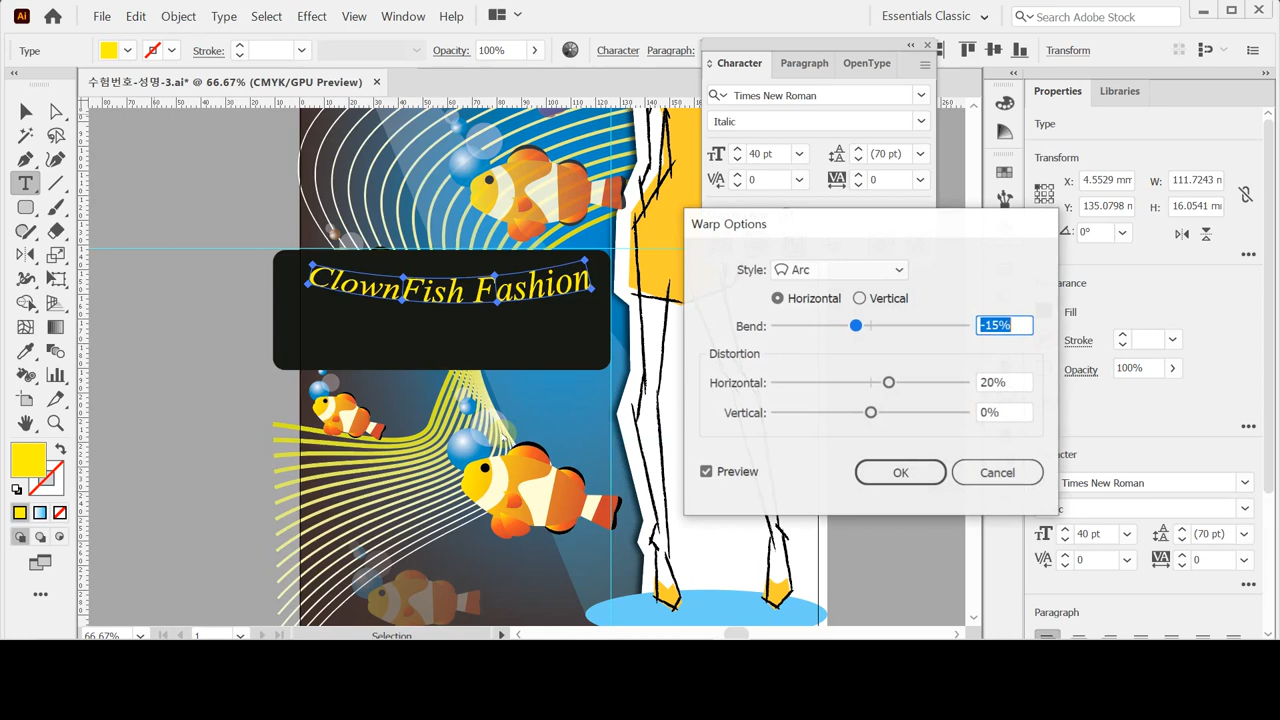 Ai File Edit Object Type Select Effect View Window Help Essentials Classic Search Adobe Stock
Type Stroke: Opacity: 100% Character Paragraph: Transform
수험번호-성명-3.ai* @ 66.67% (CMYK/GPU Preview)
Character Paragraph OpenType
Properties Libraries
Times New Roman
Italic
40 pt (70 pt)
0 0
Type
Transform
X: 4.5529 mm W: 111.7243 m
Y: 135.0798 m H: 16.0541 m
0°
ClownFish Fashion
Warp Options
Style: Arc
Horizontal Vertical
Bend: -15%
Distortion
Horizontal: 20%
Vertical: 0%
Preview OK Cancel
Fill
Stroke
Opacity 100%
Times New Roman
40 pt (70 pt)
0 0
Paragraph
66.67% 1 Selection